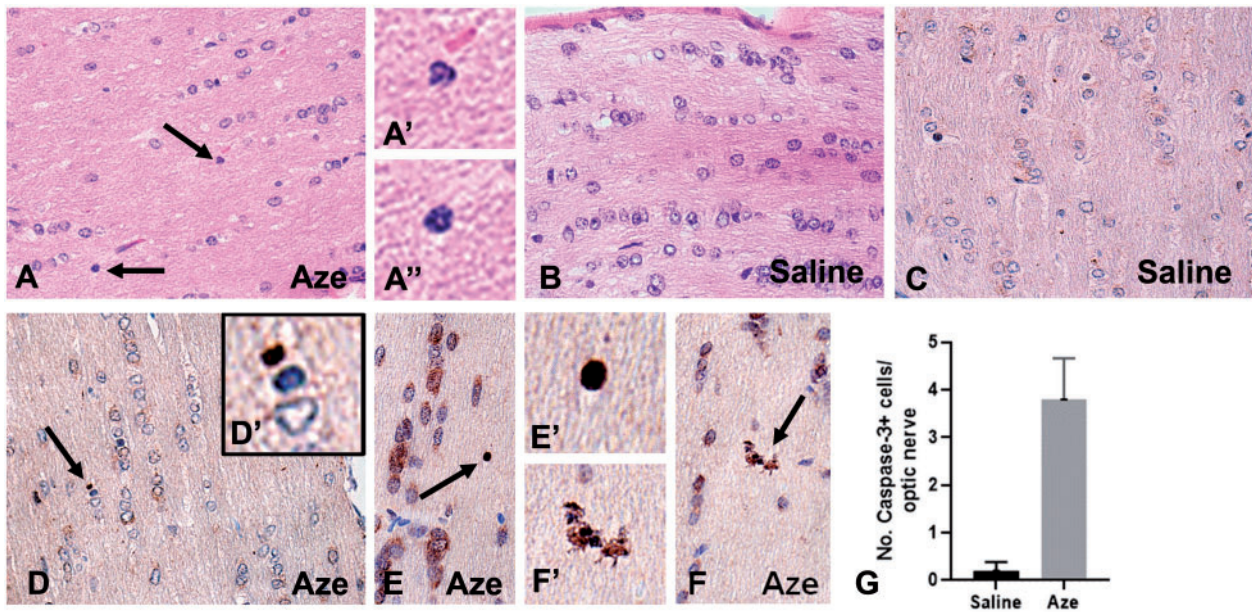 A
Aze
A'
A''
B
Saline
C
Saline
D'
D
Aze
E
Aze
E'
F'
F
Aze
G
No. Caspase-3+ cells/
optic nerve
5
4
3
2
1
0
Saline
Aze